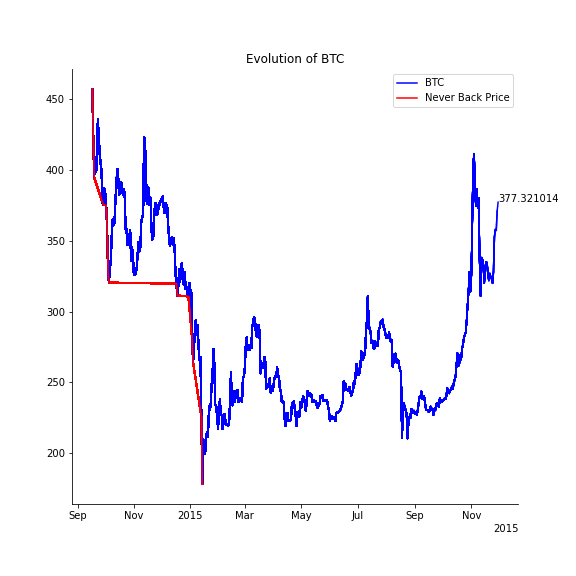 Evolution of BTC
BTC
Never Back Price
450
400
350
300
250
200
377.321014
Sep
Nov
2015
Mar
May
Jul
Sep
Nov
2015